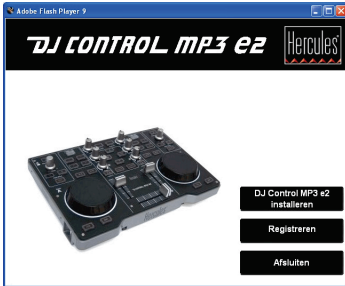 Adobe Flash Player 9
DJ CONTROL MP3 e2
Hercules
DJ Control MP3 e2
installeren
Registreren
Afsluiten